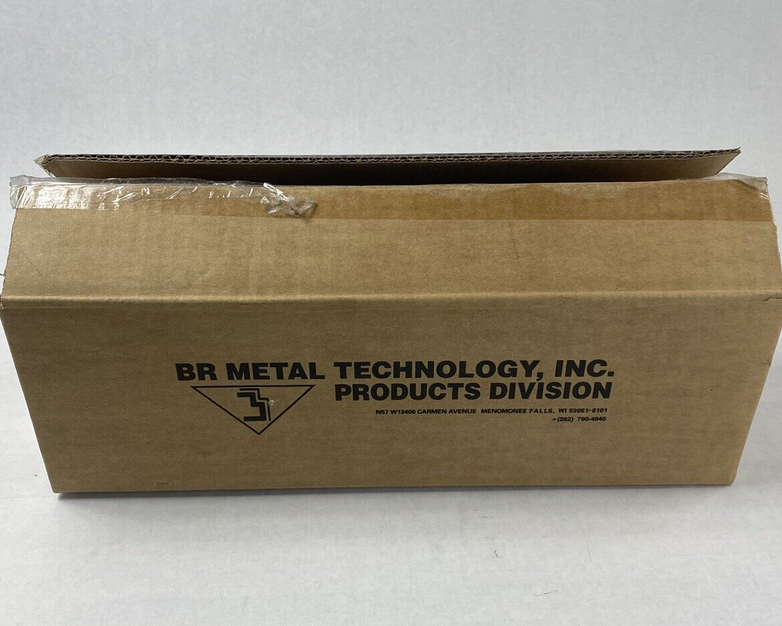 BR METAL TECHNOLOGY, INC.
PRODUCTS DIVISION
N57 W13400 CARMEN AVENUE MENOMONEE FALLS, WI 53051-6101
• (262) 790-4840